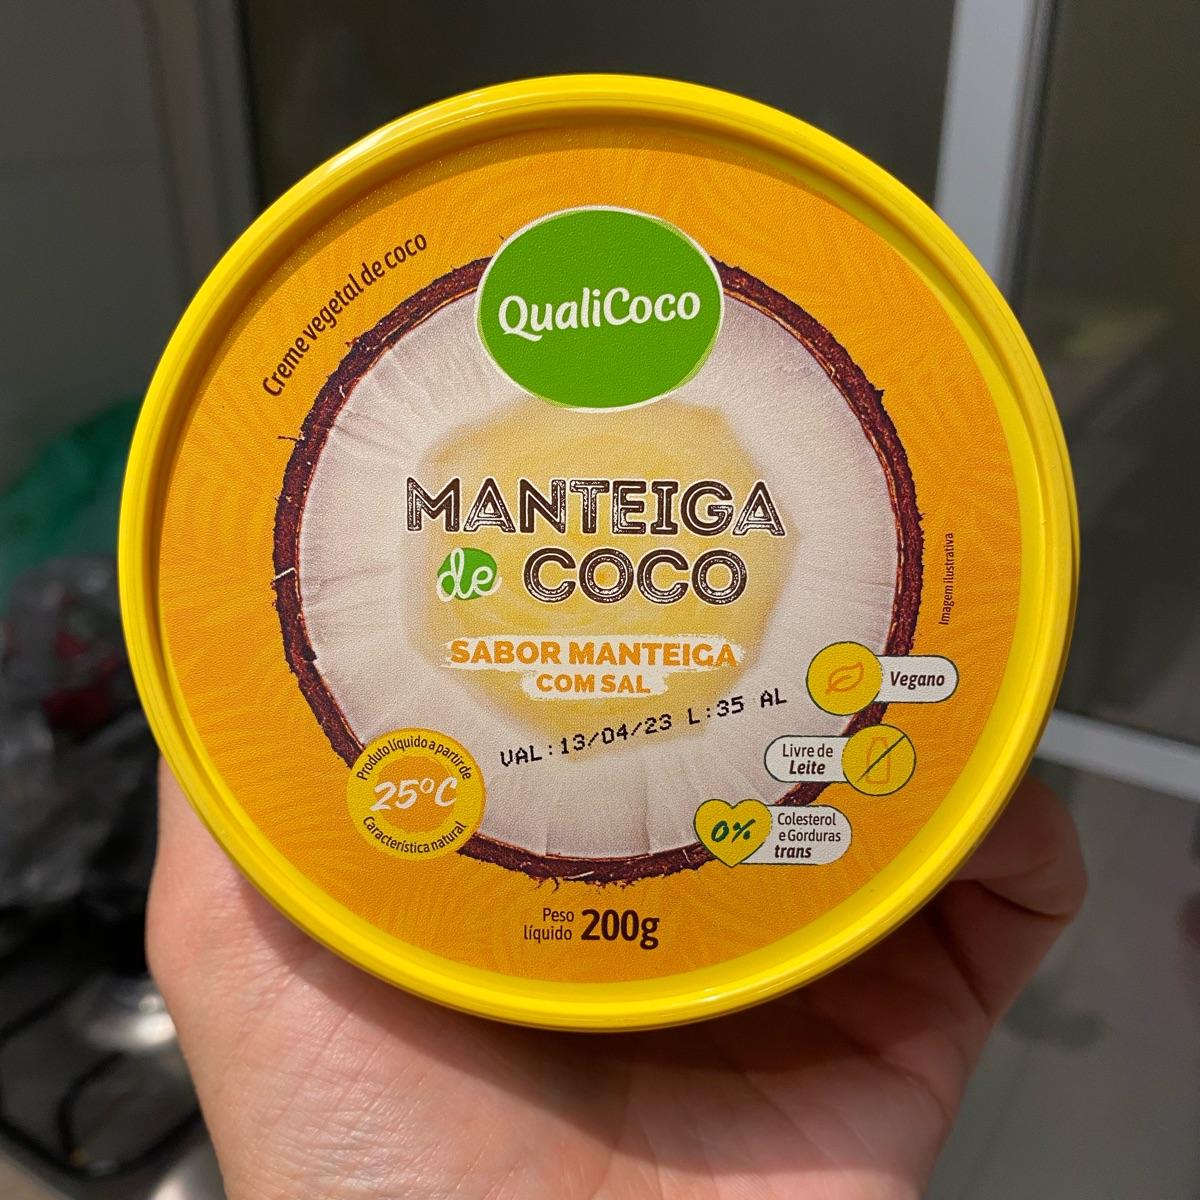 Creme vegetal de coco
QualiCoco
MANTEIGA
de COCO
SABOR MANTEIGA
COM SAL
VAL:13/04/23 L:35 AL
Imagem ilustrativa
Vegano
Livre de
Leite
0%
Colesterol
e Gorduras
trans
Produto líquido a partir de
25ºC
Característica natural
Peso
líquido 200g